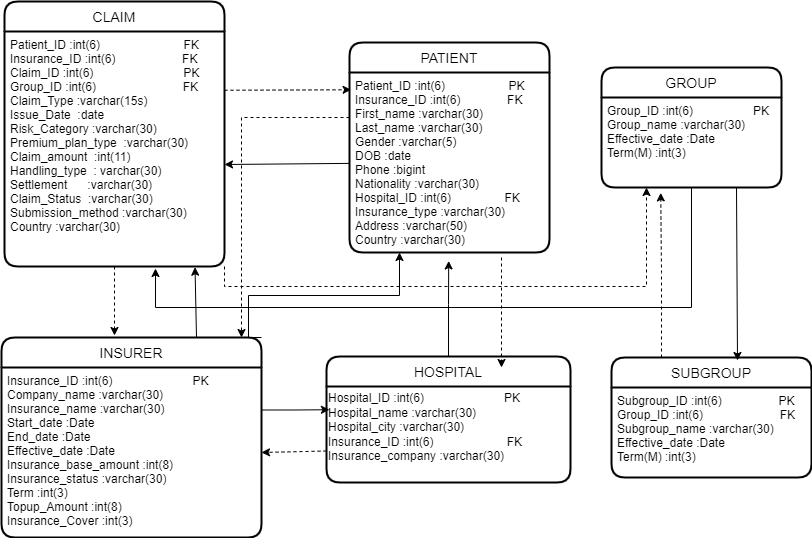 CLAIM
Patient_ID :int(6) FK
Insurance_ID :int(6) FK
Claim_ID :int(6) PK
Group_ID :int(6) FK
Claim_Type :varchar(15s)
Issue_Date :date
Risk_Category :varchar(30)
Premium_plan_type :varchar(30)
Claim_amount :int(11)
Handling_type : varchar(30)
Settlement :varchar(30)
Claim_Status :varchar(30)
Submission_method :varchar(30)
Country :varchar(30)
PATIENT
Patient_ID :int(6) PK
Insurance_ID :int(6) FK
First_name :varchar(30)
Last_name :varchar(30)
Gender :varchar(5)
DOB :date
Phone :bigint
Nationality :varchar(30)
Hospital_ID :int(6) FK
Insurance_type :varchar(30)
Address :varchar(50)
Country :varchar(30)
GROUP
Group_ID :int(6) PK
Group_name :varchar(30)
Effective_date :Date
Term(M) :int(3)
INSURER
Insurance_ID :int(6) PK
Company_name :varchar(30)
Insurance_name :varchar(30)
Start_date :Date
End_date :Date
Effective_date :Date
Insurance_base_amount :int(8)
Insurance_status :varchar(30)
Term :int(3)
Topup_Amount :int(8)
Insurance_Cover :int(3)
HOSPITAL
Hospital_ID :int(6) PK
Hospital_name :varchar(30)
Hospital_city :varchar(30)
Insurance_ID :int(6) FK
Insurance_company :varchar(30)
SUBGROUP
Subgroup_ID :int(6) PK
Group_ID :int(6) FK
Subgroup_name :varchar(30)
Effective_date :Date
Term(M) :int(3)